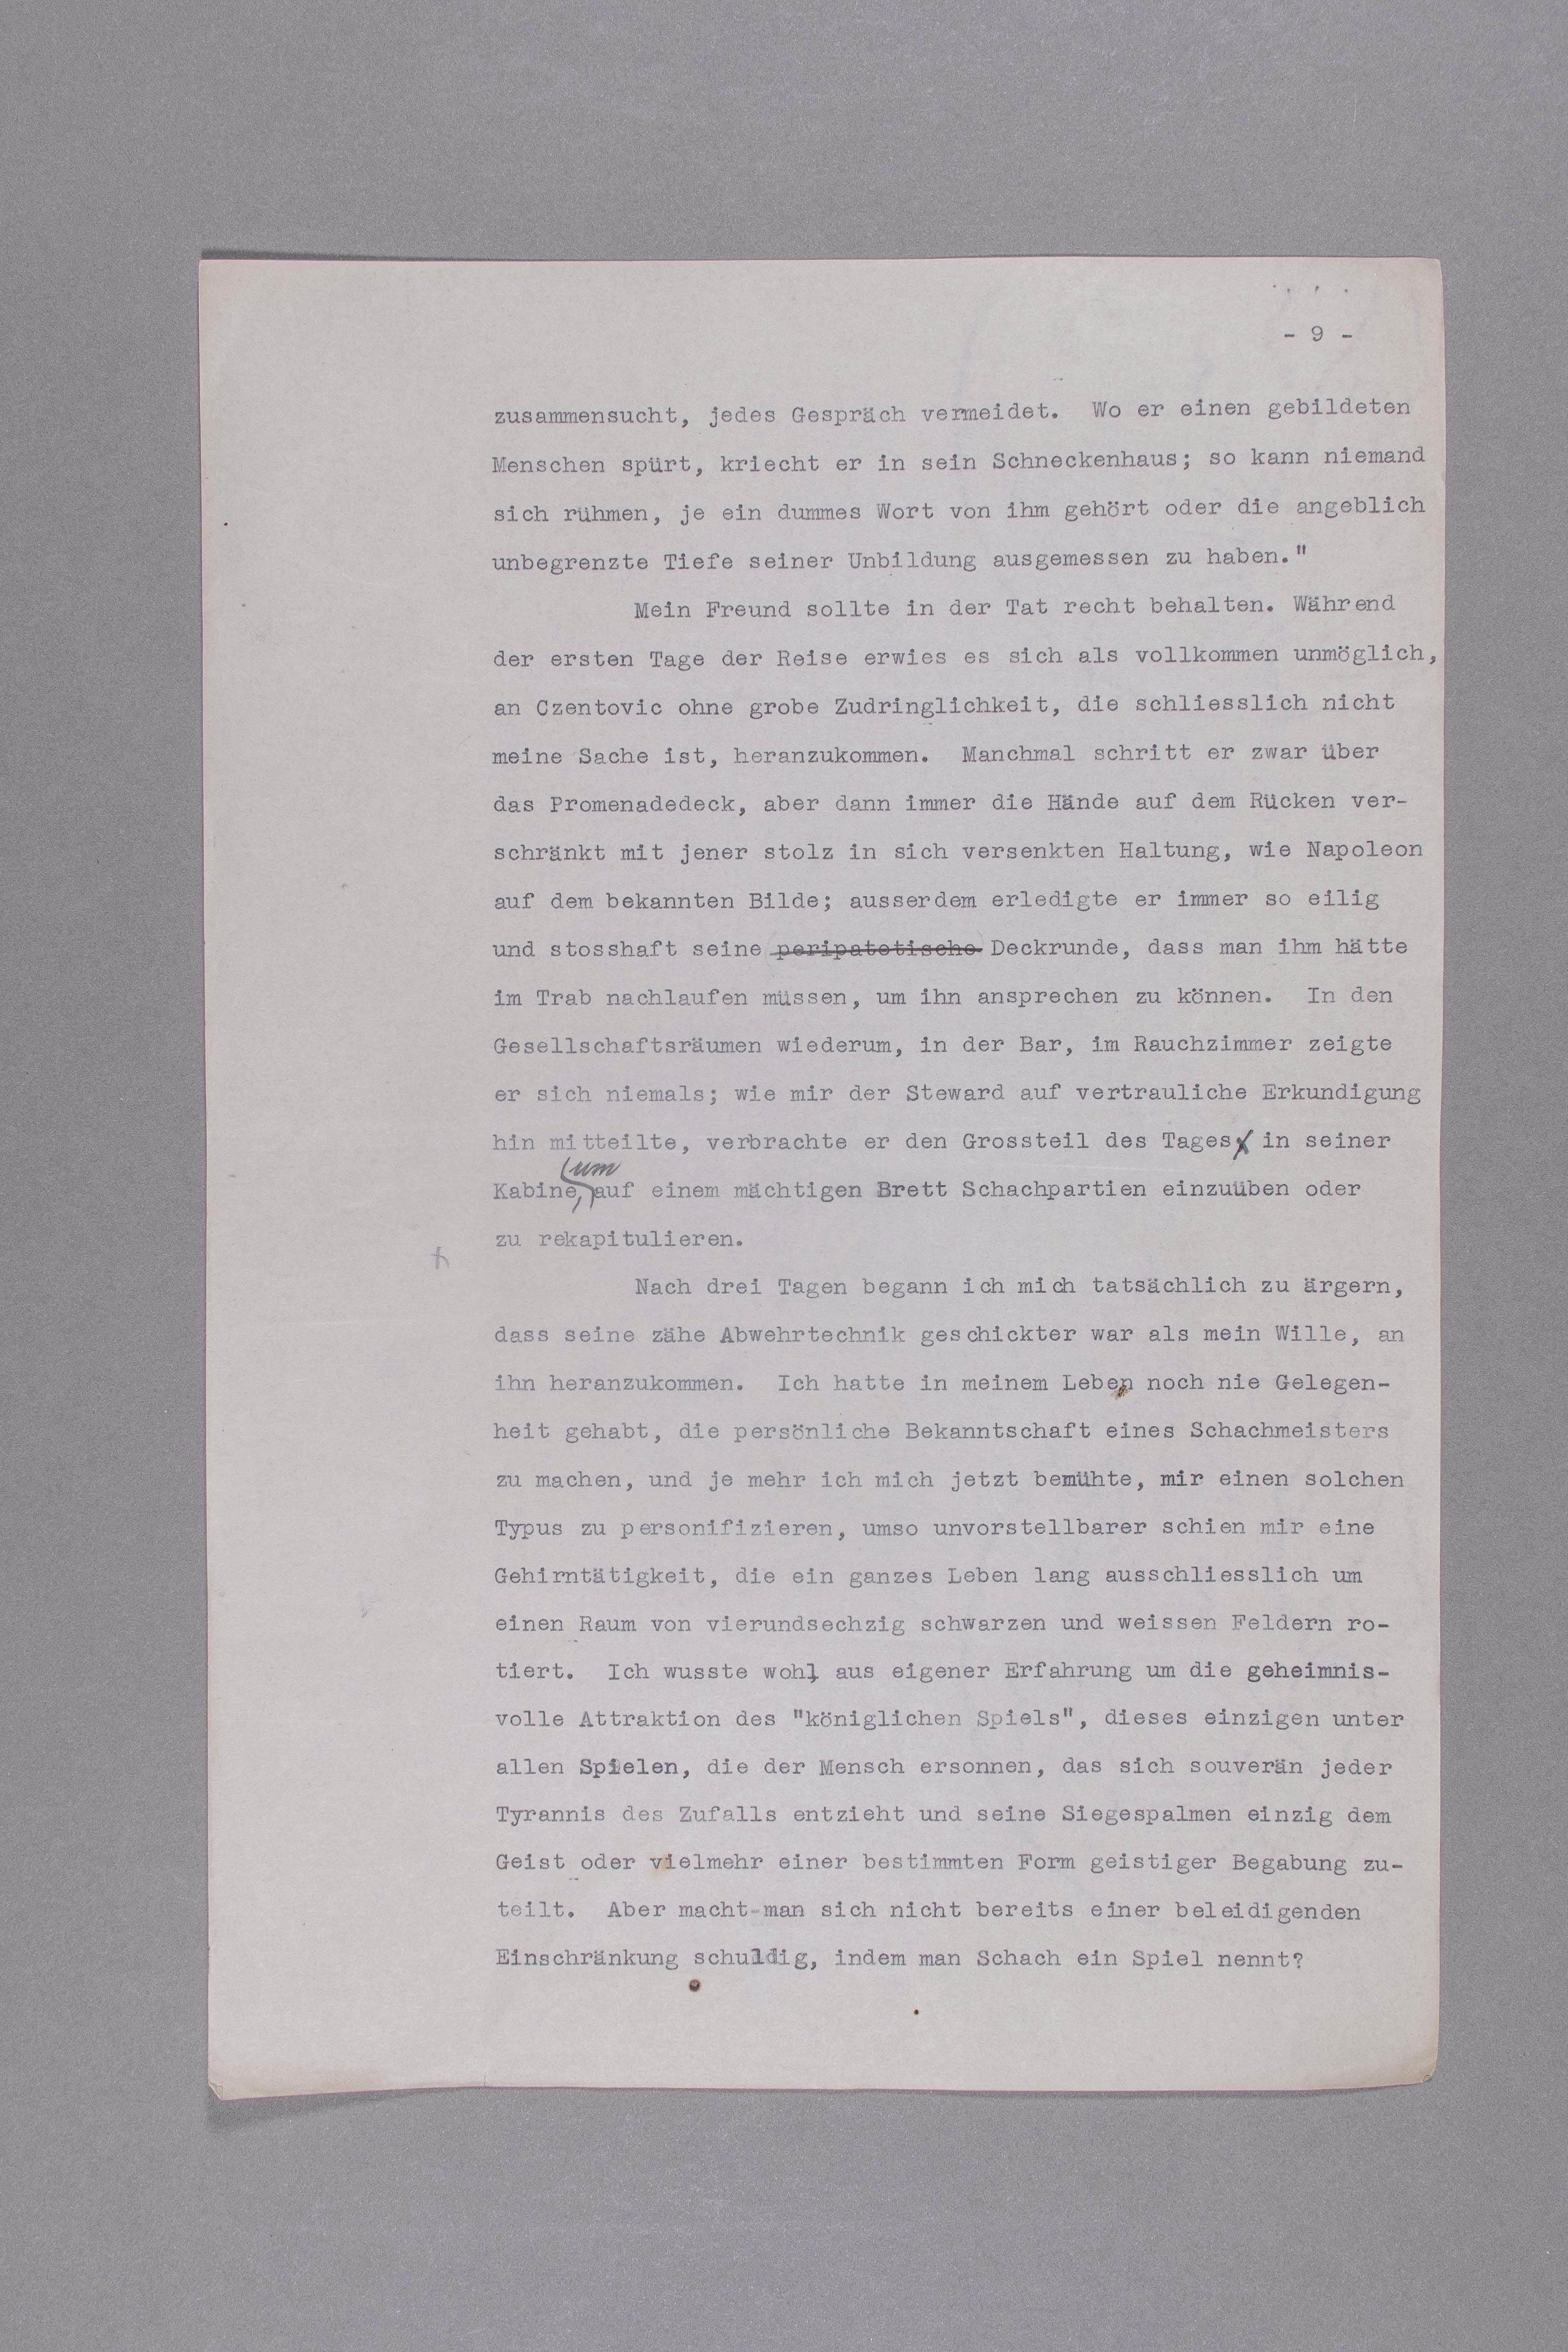 - 9 -
zusammensucht, jedes Gespräch vermeidet. Wo er einen gebildeten
Menschen spürt, kriecht er in sein Schneckenhaus; so kann niemand
sich rühmen, je ein dummes Wort von ihm gehört oder die angeblich
unbegrenzte Tiefe seiner Unbildung ausgemessen zu haben."
Mein Freund sollte in der Tat recht behalten. Während
der ersten Tage der Reise erwies es sich als vollkommen unmöglich,
an Czentovic ohne grobe Zudringlichkeit, die schliesslich nicht
meine Sache ist, heranzukommen. Manchmal schritt er zwar über
das Promenadedeck, aber dann immer die Hände auf dem Rücken ver-
schränkt mit jener stolz in sich versenkten Haltung, wie Napoleon
auf dem bekannten Bilde; ausserdem erledigte er immer so eilig
und stosshaft seine peripatetische Deckrunde, dass man ihm hätte
im Trab nachlaufen müssen, um ihn ansprechen zu können. In den
Gesellschaftsräumen wiederum, in der Bar, im Rauchzimmer zeigte
er sich niemals; wie mir der Steward auf vertrauliche Erkundigung
hin mitteilte, verbrachte er den Grossteil des Tages in seiner
um
Kabine, auf einem mächtigen Brett Schachpartien einzuüben oder
zu rekapitulieren.
Nach drei Tagen begann ich mich tatsächlich zu ärgern,
dass seine zähe Abwehrtechnik geschickter war als mein Wille, an
ihn heranzukommen. Ich hatte in meinem Leben noch nie Gelegen-
heit gehabt, die persönliche Bekanntschaft eines Schachmeisters
zu machen, und je mehr ich mich jetzt bemühte, mir einen solchen
Typus zu personifizieren, umso unvorstellbarer schien mir eine
Gehirntätigkeit, die ein ganzes Leben lang ausschliesslich um
einen Raum von vierundsechzig schwarzen und weissen Feldern ro-
tiert. Ich wusste wohl aus eigener Erfahrung um die geheimnis-
volle Attraktion des "königlichen Spiels", dieses einzigen unter
allen Spielen, die der Mensch ersonnen, das sich souverän jeder
Tyrannis des Zufalls entzieht und seine Siegespalmen einzig dem
Geist oder vielmehr einer bestimmten Form geistiger Begabung zu-
teilt. Aber macht man sich nicht bereits einer beleidigenden
Einschränkung schuldig, indem man Schach ein Spiel nennt?